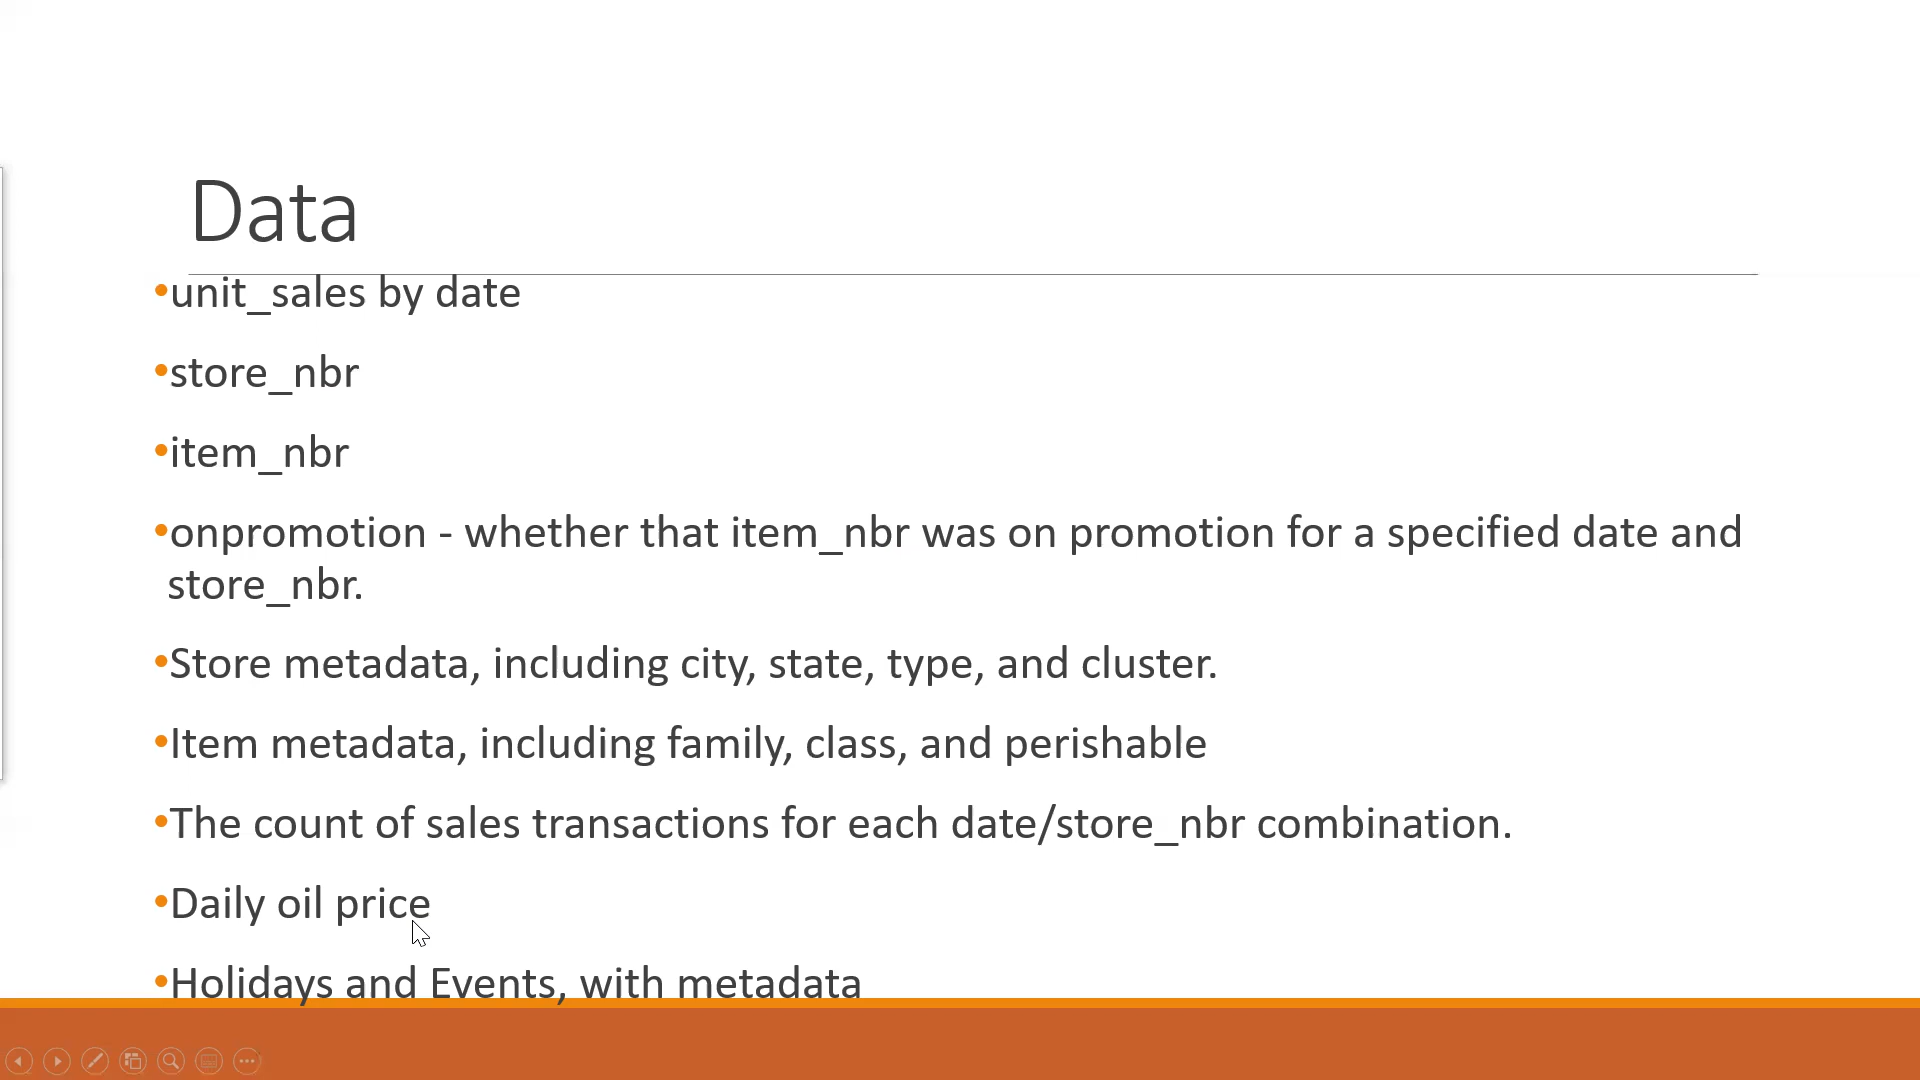 Data
•unit_sales by date
•store_nbr
•item_nbr
•onpromotion - whether that item_nbr was on promotion for a specified date and
store_nbr.
•Store metadata, including city, state, type, and cluster.
•Item metadata, including family, class, and perishable
•The count of sales transactions for each date/store_nbr combination.
•Daily oil price
•Holidays and Events, with metadata